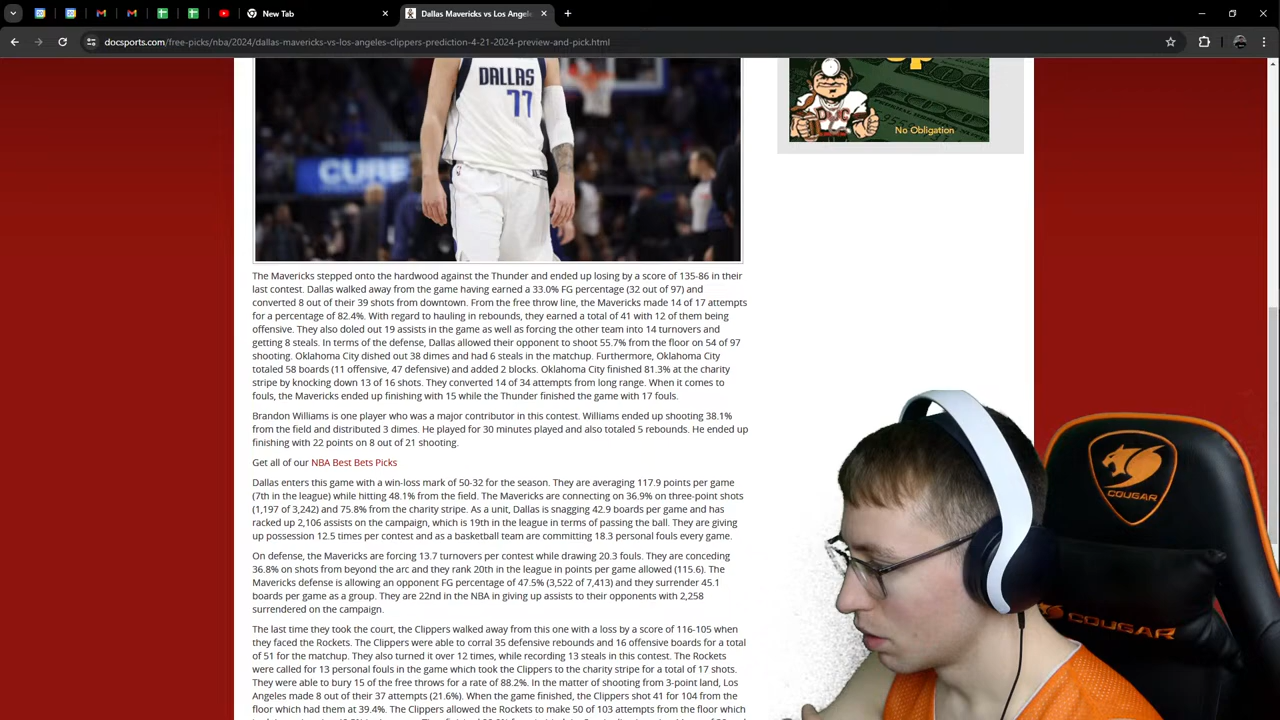 New Tab
Dallas Mavericks vs Los Angele
docsports.com/free-picks/nba/2024/dallas-mavericks-vs-los-angeles-clippers-prediction-4-21-2024-preview-and-pick.html
DALLAS
77
CURE
No Obligation
The Mavericks stepped onto the hardwood against the Thunder and ended up losing by a score of 135-86 in their
last contest. Dallas walked away from the game having earned a 33.0% FG percentage (32 out of 97) and
converted 8 out of their 39 shots from downtown. From the free throw line, the Mavericks made 14 of 17 attempts
for a percentage of 82.4%. With regard to hauling in rebounds, they earned a total of 41 with 12 of them being
offensive. They also doled out 19 assists in the game as well as forcing the other team into 14 turnovers and
getting 8 steals. In terms of the defense, Dallas allowed their opponent to shoot 55.7% from the floor on 54 of 97
shooting. Oklahoma City dished out 38 dimes and had 6 steals in the matchup. Furthermore, Oklahoma City
totaled 58 boards (11 offensive, 47 defensive) and added 2 blocks. Oklahoma City finished 81.3% at the charity
stripe by knocking down 13 of 16 shots. They converted 14 of 34 attempts from long range. When it comes to
fouls, the Mavericks ended up finishing with 15 while the Thunder finished the game with 17 fouls.
Brandon Williams is one player who was a major contributor in this contest. Williams ended up shooting 38.1%
from the field and distributed 3 dimes. He played for 30 minutes played and also totaled 5 rebounds. He ended up
finishing with 22 points on 8 out of 21 shooting.
Get all of our NBA Best Bets Picks
Dallas enters this game with a win-loss mark of 50-32 for the season. They are averaging 117.9 points per game
(7th in the league) while hitting 48.1% from the field. The Mavericks are connecting on 36.9% on three-point shots
(1,197 of 3,242) and 75.8% from the charity stripe. As a unit, Dallas is snagging 42.9 boards per game and has
racked up 2,106 assists on the campaign, which is 19th in the league in terms of passing the ball. They are giving
up possession 12.5 times per contest and as a basketball team are committing 18.3 personal fouls every game.
On defense, the Mavericks are forcing 13.7 turnovers per contest while drawing 20.3 fouls. They are conceding
36.8% on shots from beyond the arc and they rank 20th in the league in points per game allowed (115.6). The
Mavericks defense is allowing an opponent FG percentage of 47.5% (3,522 of 7,413) and they surrender 45.1
boards per game as a group. They are 22nd in the NBA in giving up assists to their opponents with 2,258
surrendered on the campaign.
The last time they took the court, the Clippers walked away from this one with a loss by a score of 116-105 when
they faced the Rockets. The Clippers were able to corral 35 defensive rebounds and 16 offensive boards for a total
of 51 for the matchup. They also turned it over 12 times, while recording 13 steals in this contest. The Rockets
were called for 13 personal fouls in the game which took the Clippers to the charity stripe for a total of 17 shots.
They were able to bury 15 of the free throws for a rate of 88.2%. In the matter of shooting from 3-point land, Los
Angeles made 8 out of their 37 attempts (21.6%). When the game finished, the Clippers shot 41 for 104 from the
floor which had them at 39.4%. The Clippers allowed the Rockets to make 50 of 103 attempts from the
COUGAR
COUGAR